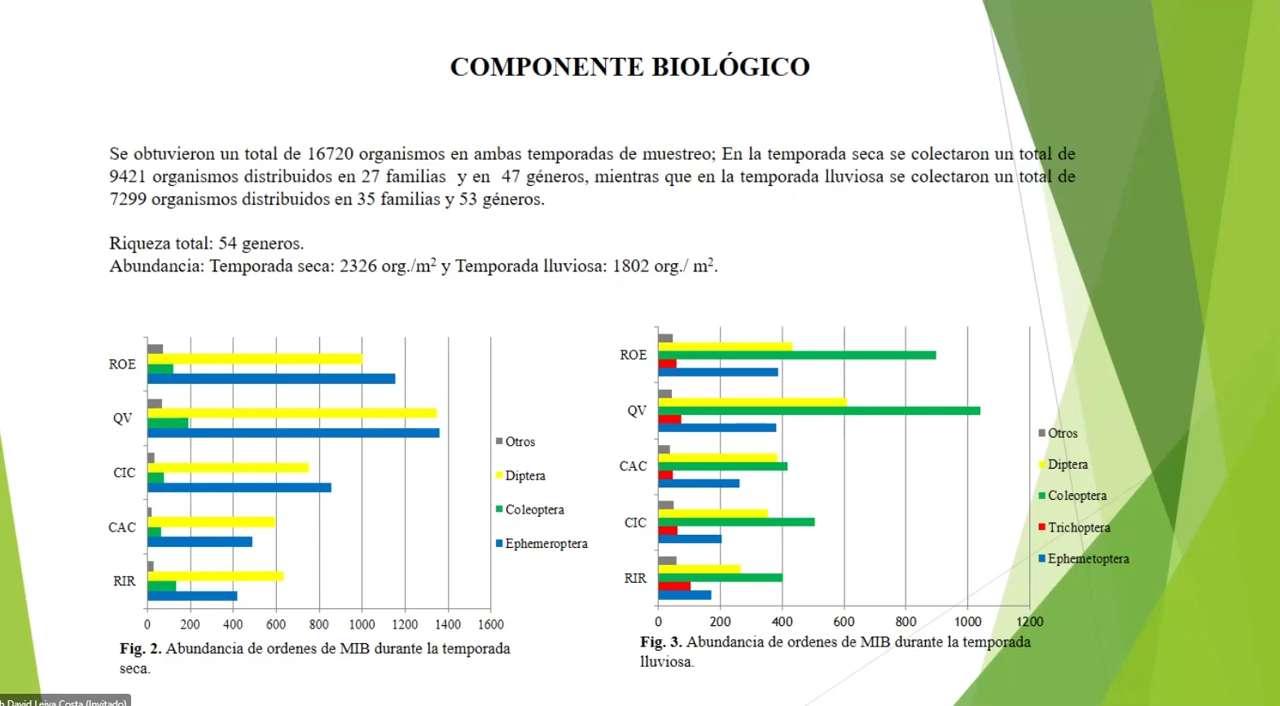 COMPONENTE BIOLÓGICO
Se obtuvieron un total de 16720 organismos en ambas temporadas de muestreo; En la temporada seca se colectaron un total de
9421 organismos distribuidos en 27 familias y en 47 géneros, mientras que en la temporada lluviosa se colectaron un total de
7299 organismos distribuidos en 35 familias y 53 géneros.
Riqueza total: 54 generos.
Abundancia: Temporada seca: 2326 org./m² y Temporada lluviosa: 1802 org./ m².
ROE
QV
CIC
CAC
RIR
0 200 400 600 800 1000 1200 1400 1600
Otros
Diptera
Coleoptera
Ephemeroptera
Fig. 2. Abundancia de ordenes de MIB durante la temporada
seca.
ROE
QV
CAC
CIC
RIR
0 200 400 600 800 1000 1200
Otros
Diptera
Coleoptera
Trichoptera
Ephemetoptera
Fig. 3. Abundancia de ordenes de MIB durante la temporada
lluviosa.
h David Leiva Costa (Invitado)